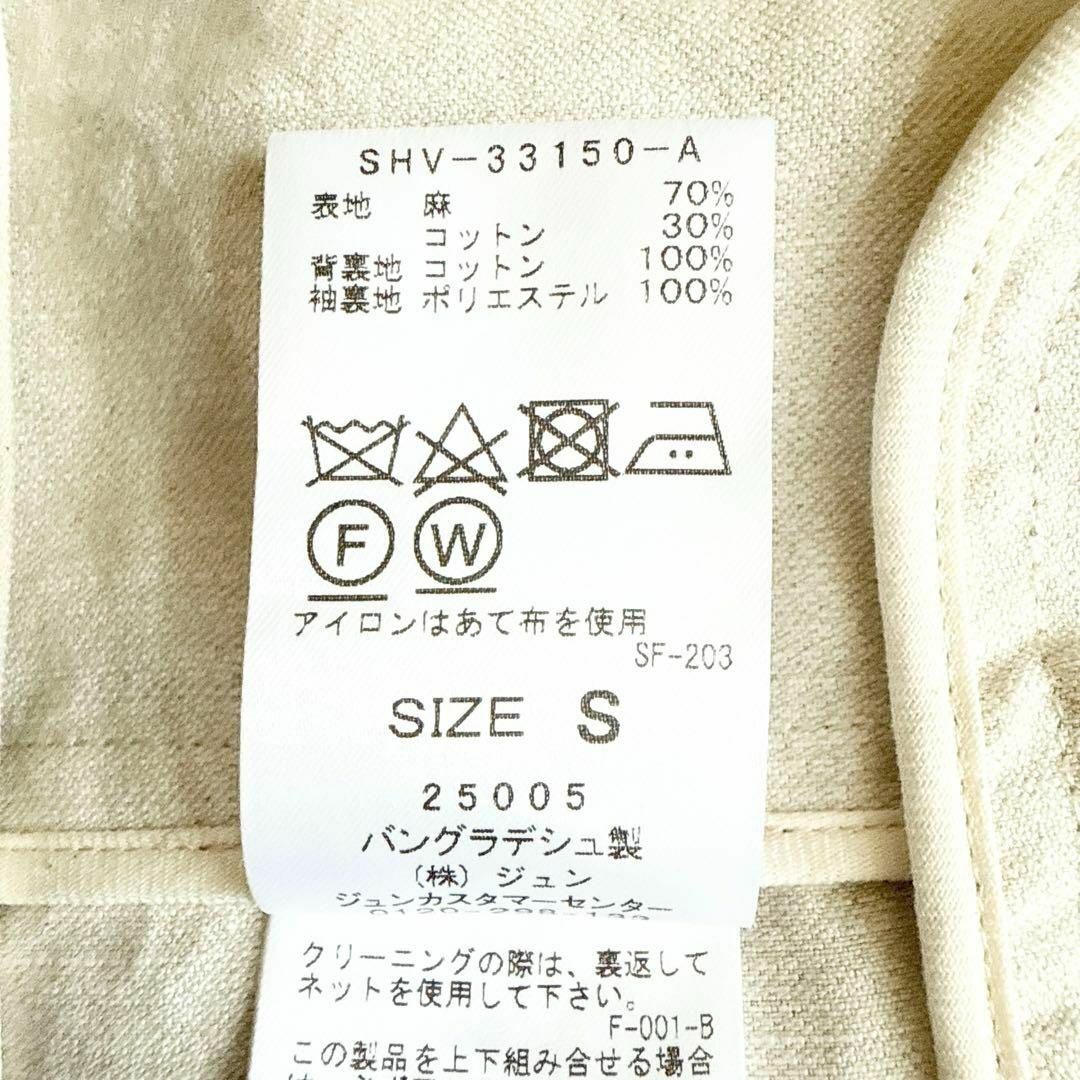 SHV-33150-A
表地 麻 70%
コットン 30%
背裏地 コットン 100%
袖裏地 ポリエステル 100%
F W
アイロンはあて布を使用
SF-203
SIZE S
25005
バングラデシュ製
(株)ジュン
ジュンカスタマーセンター
クリーニングの際は、裏返して
ネットを使用して下さい。
F-001-B
この製品を上下組み合せる場合